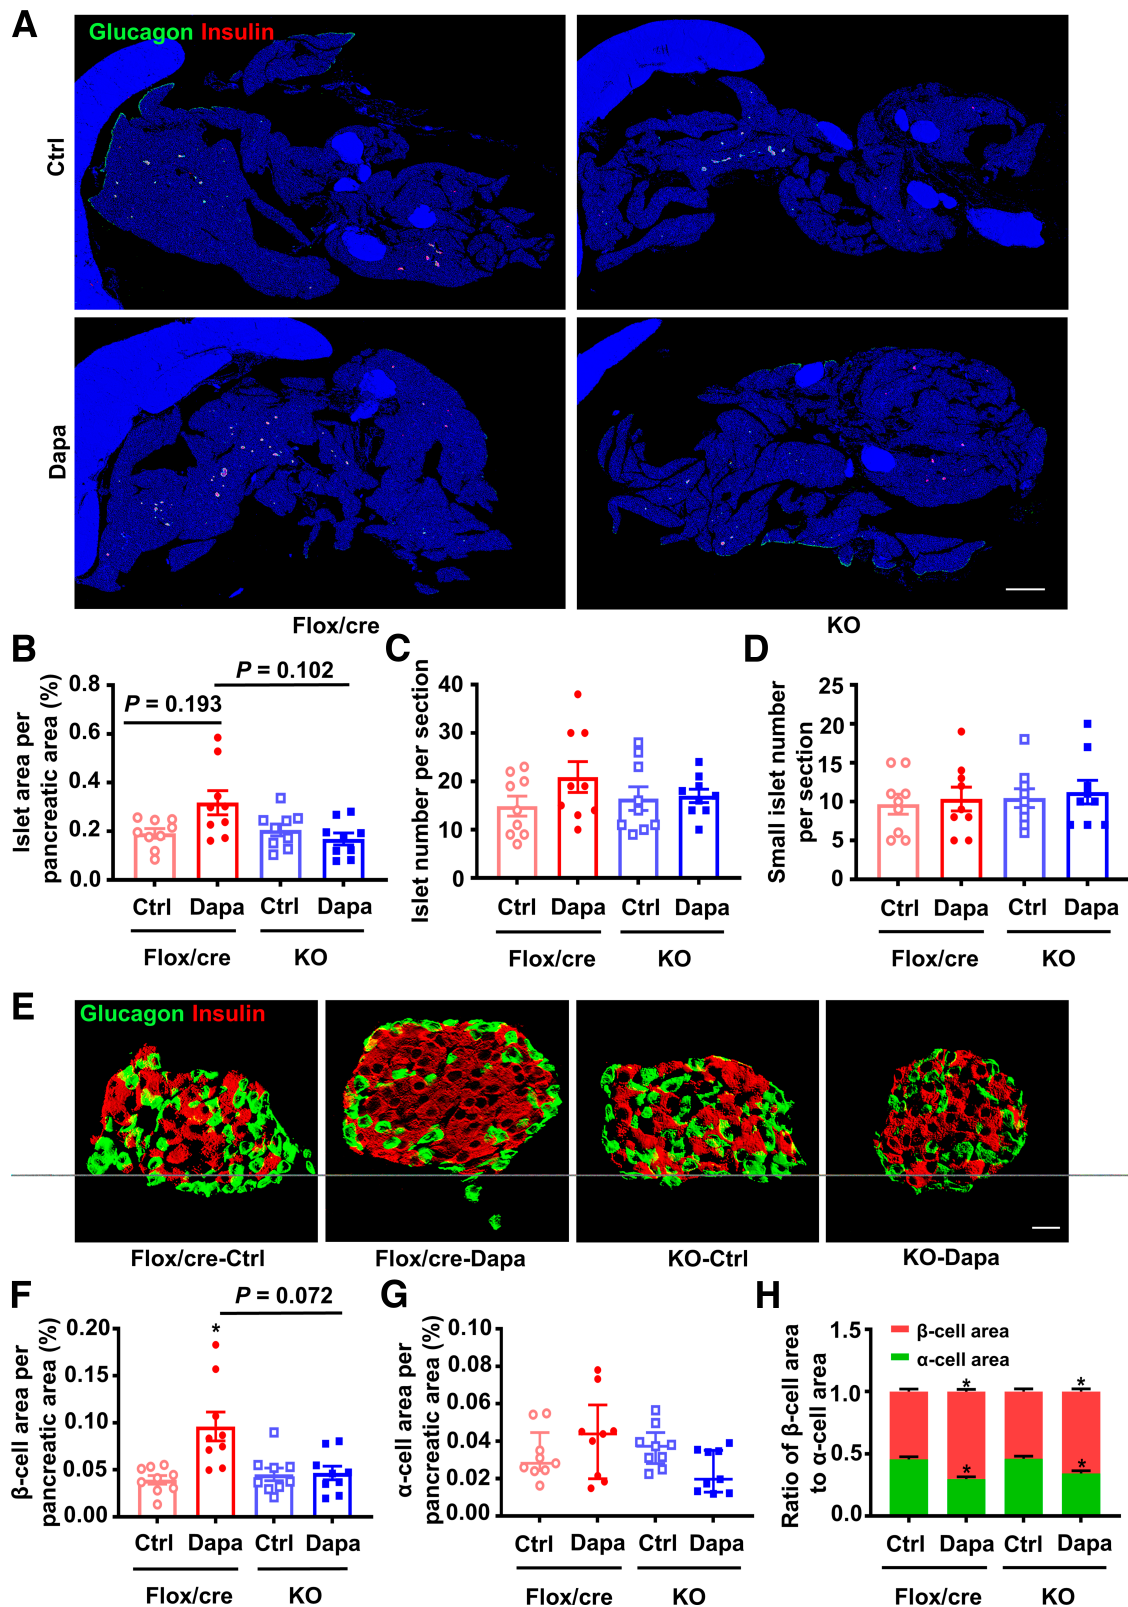 A
Glucagon Insulin
Ctrl
Dapa
Flox/cre
KO
B
Islet area per
pancreatic area (%)
P = 0.193
P = 0.102
0.8
0.6
0.4
0.2
0.0
Ctrl Dapa Ctrl Dapa
Flox/cre KO
C
Islet number per section
40
30
20
10
0
Ctrl Dapa Ctrl Dapa
Flox/cre KO
D
Small islet number
per section
25
20
15
10
5
0
Ctrl Dapa Ctrl Dapa
Flox/cre KO
E
Glucagon Insulin
Flox/cre-Ctrl
Flox/cre-Dapa
KO-Ctrl
KO-Dapa
F
β-cell area per
pancreatic area (%)
P = 0.072
*
0.20
0.15
0.10
0.05
0.00
Ctrl Dapa Ctrl Dapa
Flox/cre KO
G
α-cell area per
pancreatic area (%)
0.10
0.08
0.06
0.04
0.02
0.00
Ctrl Dapa Ctrl Dapa
Flox/cre KO
H
Ratio of β-cell area
to α-cell area
β-cell area
α-cell area
1.5
1.0
0.5
0.0
* *
* *
Ctrl Dapa Ctrl Dapa
Flox/cre KO